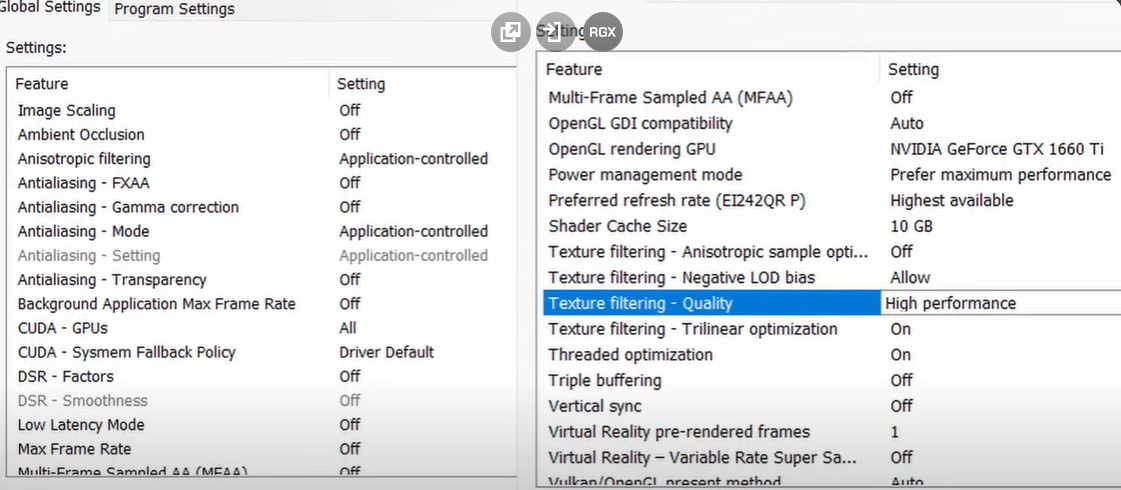 Global Settings Program Settings
Settings:
Feature Setting
Image Scaling Off
Ambient Occlusion Off
Anisotropic filtering Application-controlled
Antialiasing - FXAA Off
Antialiasing - Gamma correction Off
Antialiasing - Mode Application-controlled
Antialiasing - Setting Application-controlled
Antialiasing - Transparency Off
Background Application Max Frame Rate Off
CUDA - GPUs All
CUDA - Sysmem Fallback Policy Driver Default
DSR - Factors Off
DSR - Smoothness Off
Low Latency Mode Off
Max Frame Rate Off
Multi-Frame Sampled AA (MFAA) Off
RGX
Feature Setting
Multi-Frame Sampled AA (MFAA) Off
OpenGL GDI compatibility Auto
OpenGL rendering GPU NVIDIA GeForce GTX 1660 Ti
Power management mode Prefer maximum performance
Preferred refresh rate (EI242QR P) Highest available
Shader Cache Size 10 GB
Texture filtering - Anisotropic sample opti... Off
Texture filtering - Negative LOD bias Allow
Texture filtering - Quality High performance
Texture filtering - Trilinear optimization On
Threaded optimization On
Triple buffering Off
Vertical sync Off
Virtual Reality pre-rendered frames 1
Virtual Reality – Variable Rate Super Sa... Off
Vulkan/OpenGL present method Auto